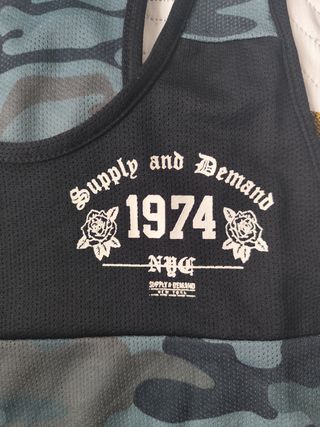 Supply and Demand
1974
NYC
SUPPLY & DEMAND
NEW YORK